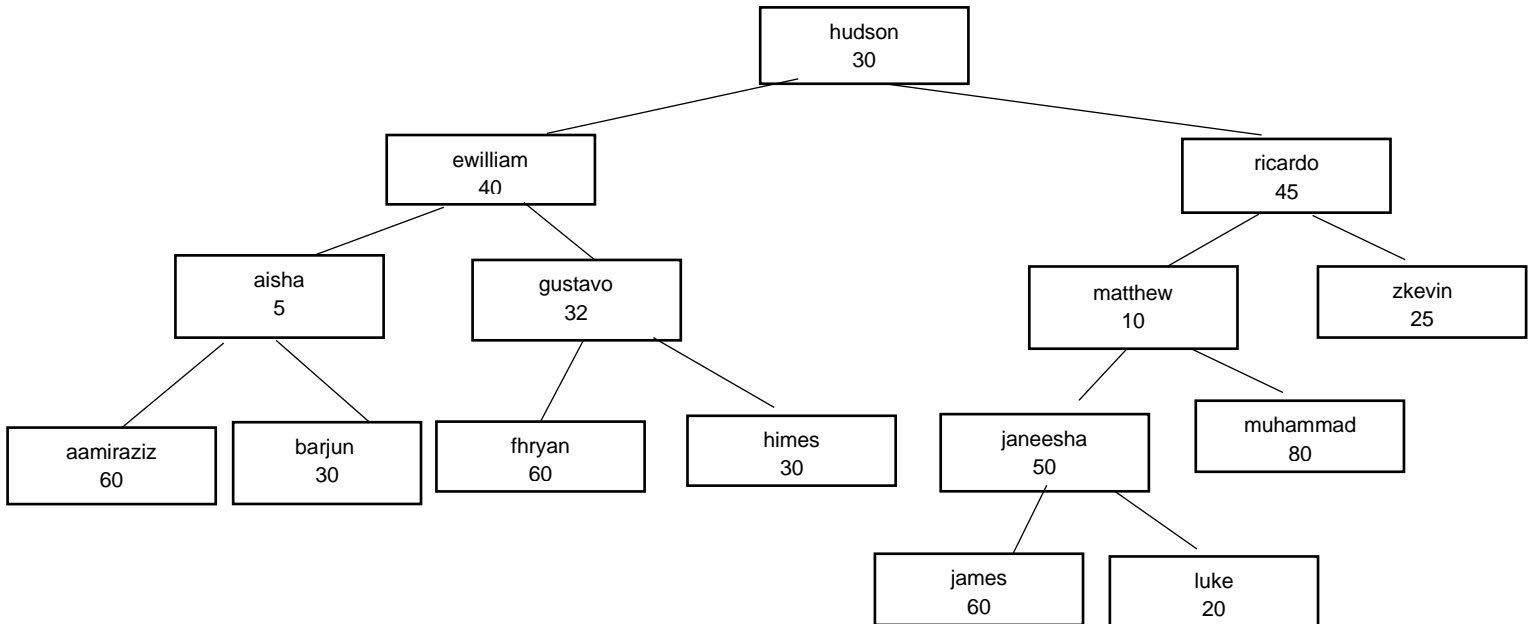 hudson
30
ewilliam
40
ricardo
45
aisha
5
gustavo
32
matthew
10
zkevin
25
aamiraziz
60
barjun
30
fhryan
60
himes
30
janeesha
50
muhammad
80
james
60
luke
20